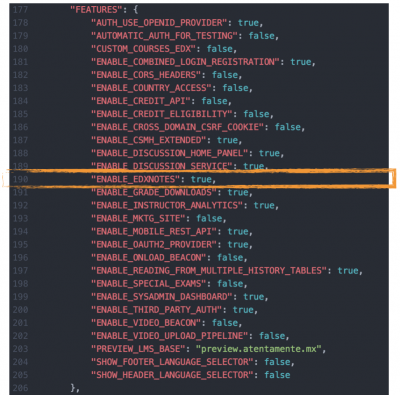 177 "FEATURES": {
178 "AUTH_USE_OPENID_PROVIDER": true,
179 "AUTOMATIC_AUTH_FOR_TESTING": false,
180 "CUSTOM_COURSES_EDX": false,
181 "ENABLE_COMBINED_LOGIN_REGISTRATION": true,
182 "ENABLE_CORS_HEADERS": false,
183 "ENABLE_COUNTRY_ACCESS": false,
184 "ENABLE_CREDIT_API": false,
185 "ENABLE_CREDIT_ELIGIBILITY": false,
186 "ENABLE_CROSS_DOMAIN_CSRF_COOKIE": false,
187 "ENABLE_CSMH_EXTENDED": true,
188 "ENABLE_DISCUSSION_HOME_PANEL": true,
189 "ENABLE_DISCUSSION_SERVICE": true,
190 "ENABLE_EDXNOTES": true,
191 "ENABLE_GRADE_DOWNLOADS": true,
192 "ENABLE_INSTRUCTOR_ANALYTICS": true,
193 "ENABLE_MKTG_SITE": false,
194 "ENABLE_MOBILE_REST_API": true,
195 "ENABLE_OAUTH2_PROVIDER": true,
196 "ENABLE_ONLOAD_BEACON": false,
197 "ENABLE_READING_FROM_MULTIPLE_HISTORY_TABLES": true,
198 "ENABLE_SPECIAL_EXAMS": false,
199 "ENABLE_SYSADMIN_DASHBOARD": true,
200 "ENABLE_THIRD_PARTY_AUTH": true,
201 "ENABLE_VIDEO_BEACON": false,
202 "ENABLE_VIDEO_UPLOAD_PIPELINE": false,
203 "PREVIEW_LMS_BASE": "preview.atentamente.mx",
204 "SHOW_FOOTER_LANGUAGE_SELECTOR": false,
205 "SHOW_HEADER_LANGUAGE_SELECTOR": false
206 },